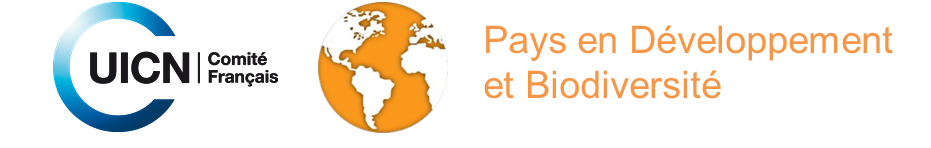 UICN
Comité
Français
Pays en Développement
et Biodiversité